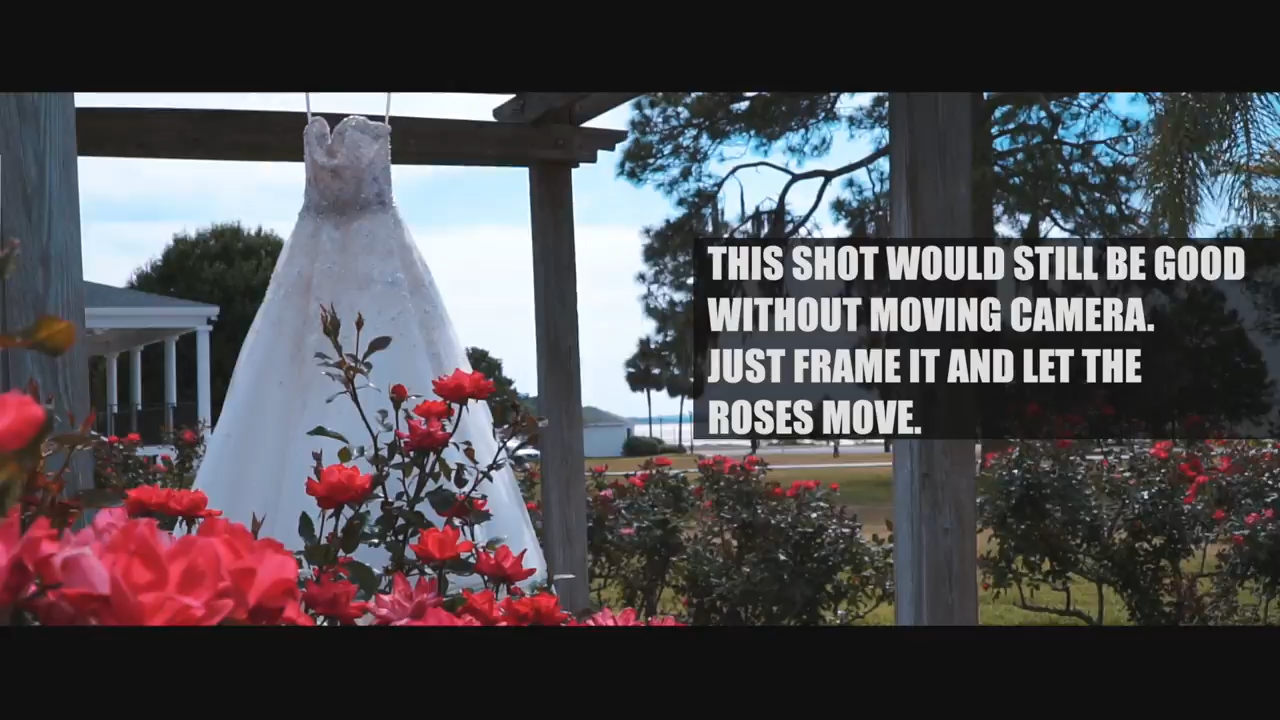 THIS SHOT WOULD STILL BE GOOD
WITHOUT MOVING CAMERA.
JUST FRAME IT AND LET THE
ROSES MOVE.